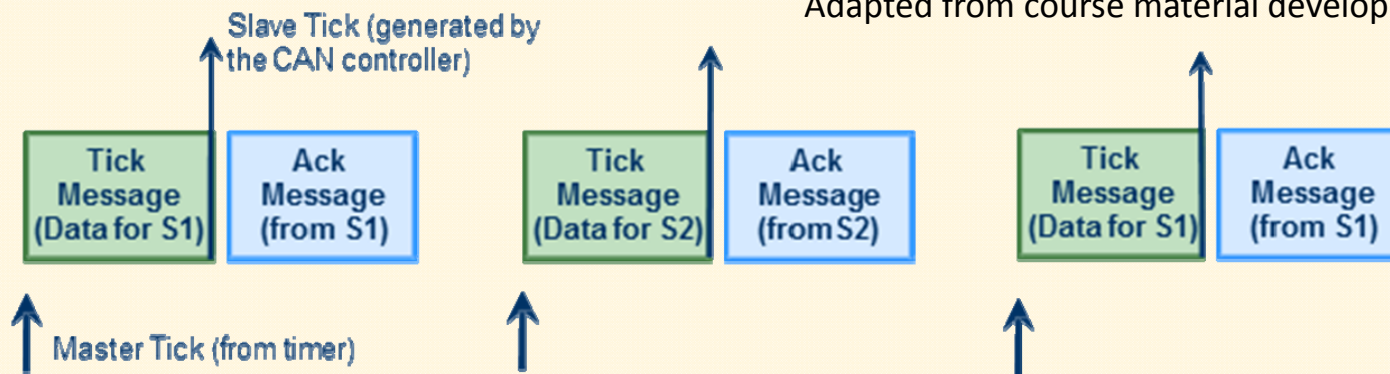 Adapted from course material develop
Slave Tick (generated by
the CAN controller)
Tick
Message
(Data for S1)
Ack
Message
(from S1)
Tick
Message
(Data for S2)
Ack
Message
(from S2)
Tick
Message
(Data for S1)
Ack
Message
(from S1)
Master Tick (from timer)